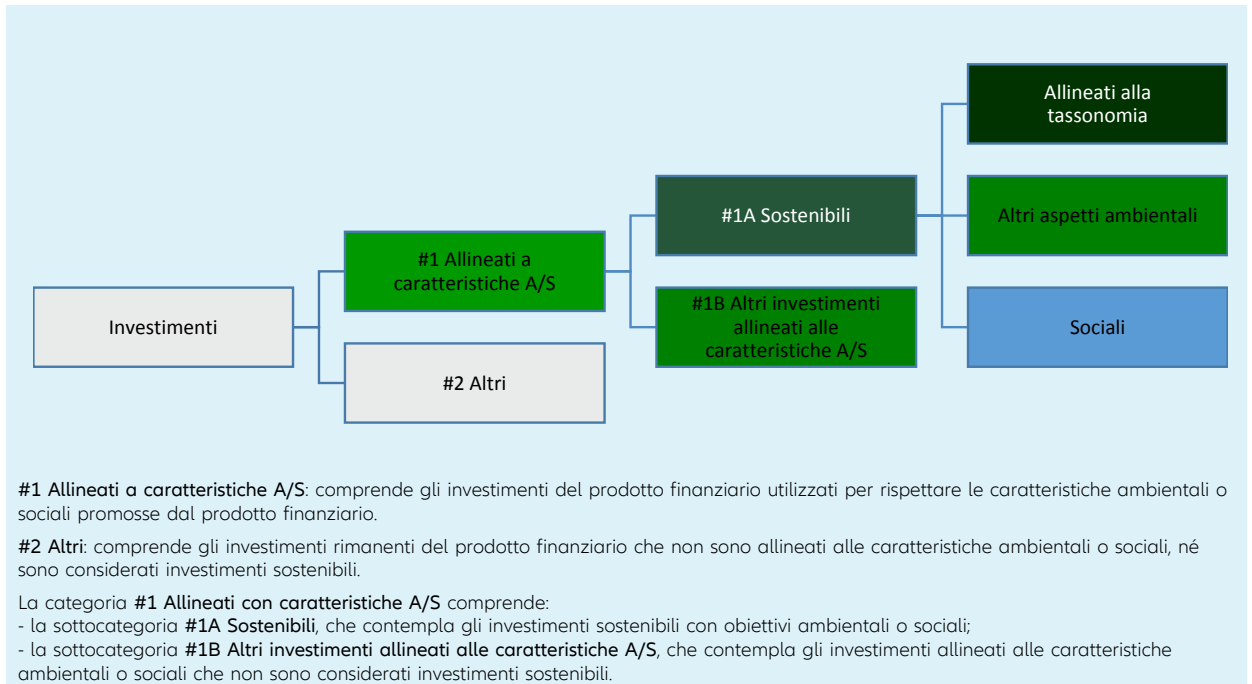 Allineati alla
tassonomia
#1A Sostenibili
Altri aspetti ambientali
#1 Allineati a
caratteristiche A/S
Investimenti
#1B Altri investimenti
allineati alle
caratteristiche A/S
Sociali
#2 Altri
#1 Allineati a caratteristiche A/S: comprende gli investimenti del prodotto finanziario utilizzati per rispettare le caratteristiche ambientali o
sociali promosse dal prodotto finanziario.
#2 Altri: comprende gli investimenti rimanenti del prodotto finanziario che non sono allineati alle caratteristiche ambientali o sociali, né
sono considerati investimenti sostenibili.
La categoria #1 Allineati con caratteristiche A/S comprende:
- la sottocategoria #1A Sostenibili, che contempla gli investimenti sostenibili con obiettivi ambientali o sociali;
- la sottocategoria #1B Altri investimenti allineati alle caratteristiche A/S, che contempla gli investimenti allineati alle caratteristiche
ambientali o sociali che non sono considerati investimenti sostenibili.